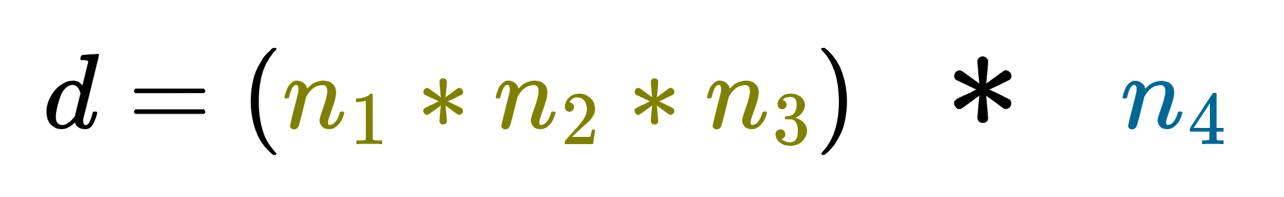 d = (n₁ * n₂ * n₃) * n₄